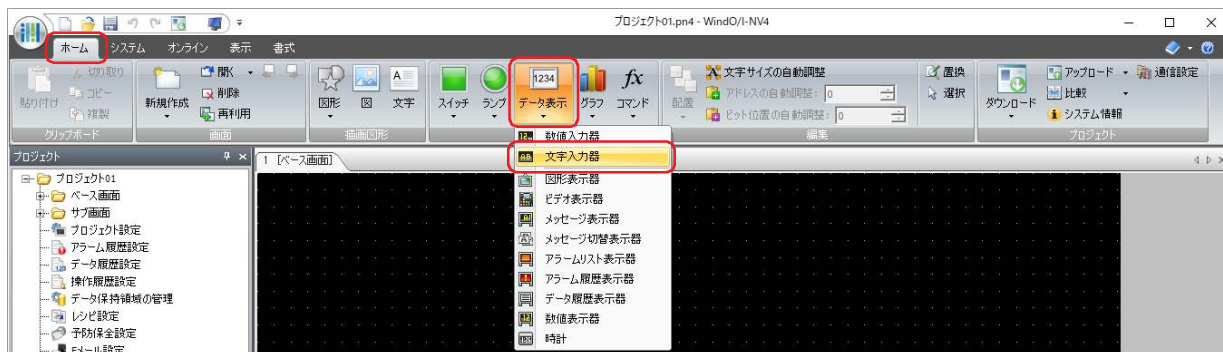 プロジェクト01.pn4 - WindO/I-NV4
ホーム システム オンライン 表示 書式
貼り付け 切り取り コピー 複製
クリップボード
新規作成 開く 削除 再利用
画面
図形 図 文字
描画図形
スイッチ ランプ データ表示 グラフ コマンド
1234 fx
配置 文字サイズの自動調整 置換
アドレスの自動調整: 0 選択
ビット位置の自動調整: 0
編集
ダウンロード アップロード 通信設定
比較
システム情報
プロジェクト
数値入力器
文字入力器
図形表示器
ビデオ表示器
メッセージ表示器
メッセージ切替表示器
アラームリスト表示器
アラーム履歴表示器
データ履歴表示器
数値表示器
時計
プロジェクト
1 [ベース画面]
プロジェクト01
ベース画面
サブ画面
プロジェクト設定
アラーム履歴設定
データ履歴設定
操作履歴設定
データ保持領域の管理
レシピ設定
予防保全設定
Eメール設定